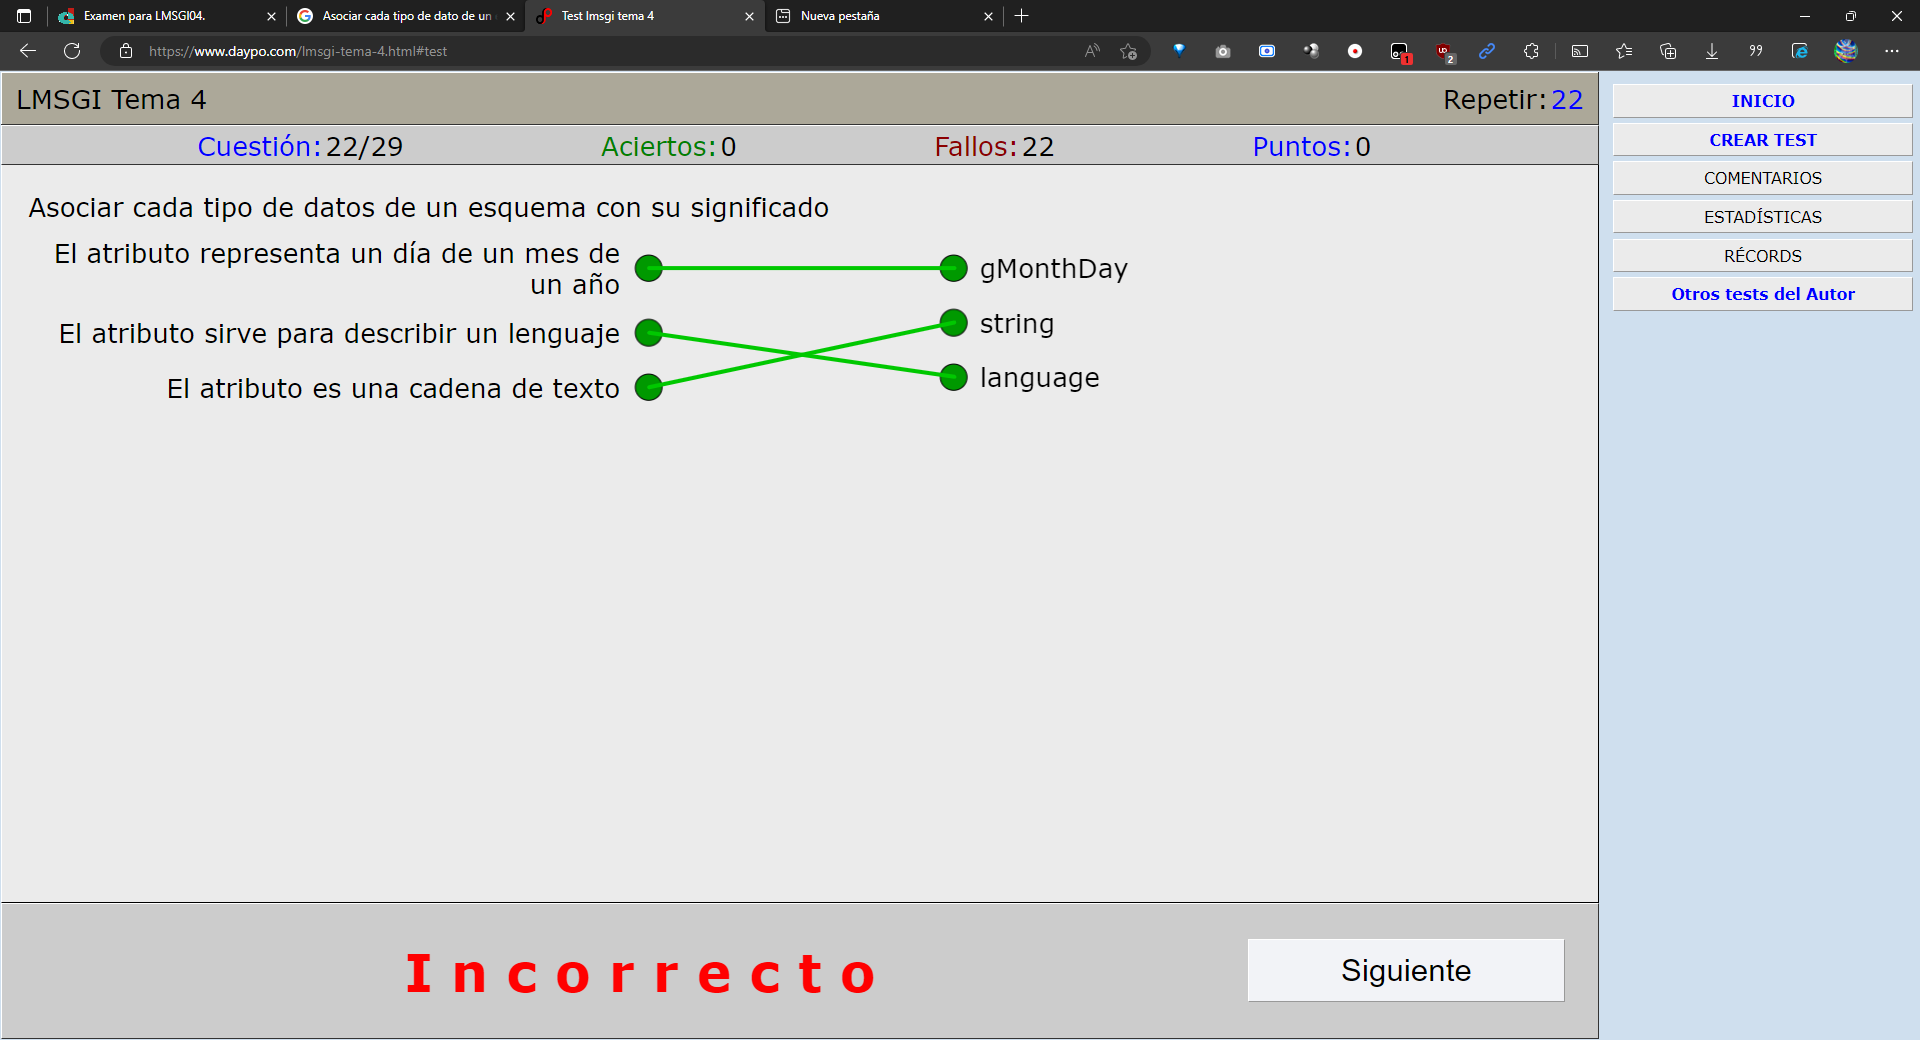 Examen para LMSGI04.
Asociar cada tipo de dato de un
Test lmsgi tema 4
Nueva pestaña
https://www.daypo.com/lmsgi-tema-4.html#test
1
2
LMSGI Tema 4
Repetir: 22
Cuestión: 22/29
Aciertos: 0
Fallos: 22
Puntos: 0
Asociar cada tipo de datos de un esquema con su significado
El atributo representa un día de un mes de
un año
gMonthDay
El atributo sirve para describir un lenguaje
string
El atributo es una cadena de texto
language
Incorrecto
Siguiente
INICIO
CREAR TEST
COMENTARIOS
ESTADÍSTICAS
RÉCORDS
Otros tests del Autor